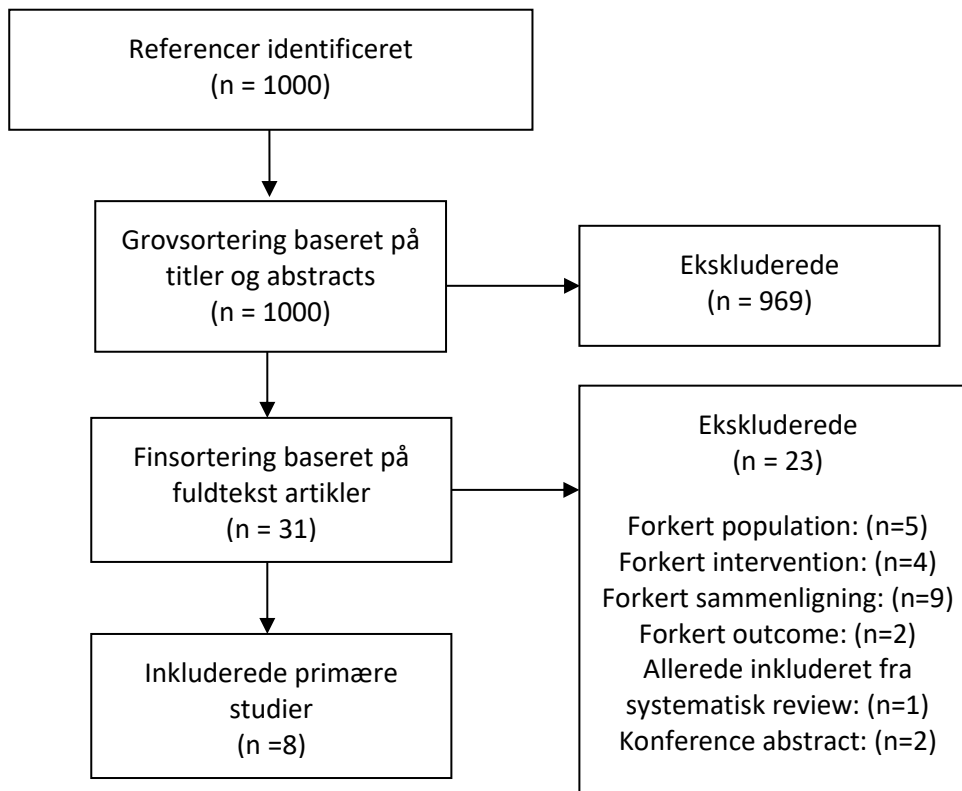 Referencer identificeret
(n = 1000)
Grovsortering baseret på
titler og abstracts
(n = 1000)
Ekskluderede
(n = 969)
Finsortering baseret på
fuldtekst artikler
(n = 31)
Ekskluderede
(n = 23)
Forkert population: (n=5)
Forkert intervention: (n=4)
Forkert sammenligning: (n=9)
Forkert outcome: (n=2)
Allerede inkluderet fra
systematisk review: (n=1)
Konference abstract: (n=2)
Inkluderede primære
studier
(n =8)